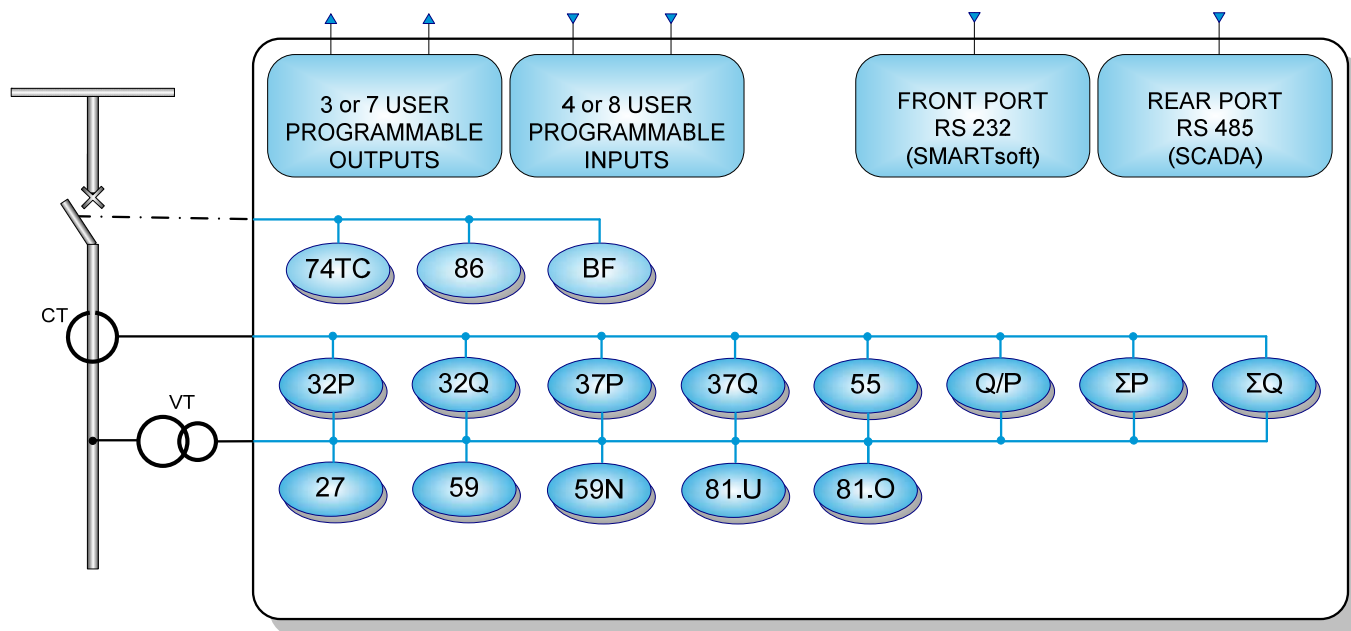 3 or 7 USER
PROGRAMMABLE
OUTPUTS
4 or 8 USER
PROGRAMMABLE
INPUTS
FRONT PORT
RS 232
(SMARTsoft)
REAR PORT
RS 485
(SCADA)
74TC
86
BF
CT
32P
32Q
37P
37Q
55
Q/P
ΣP
ΣQ
VT
27
59
59N
81.U
81.O